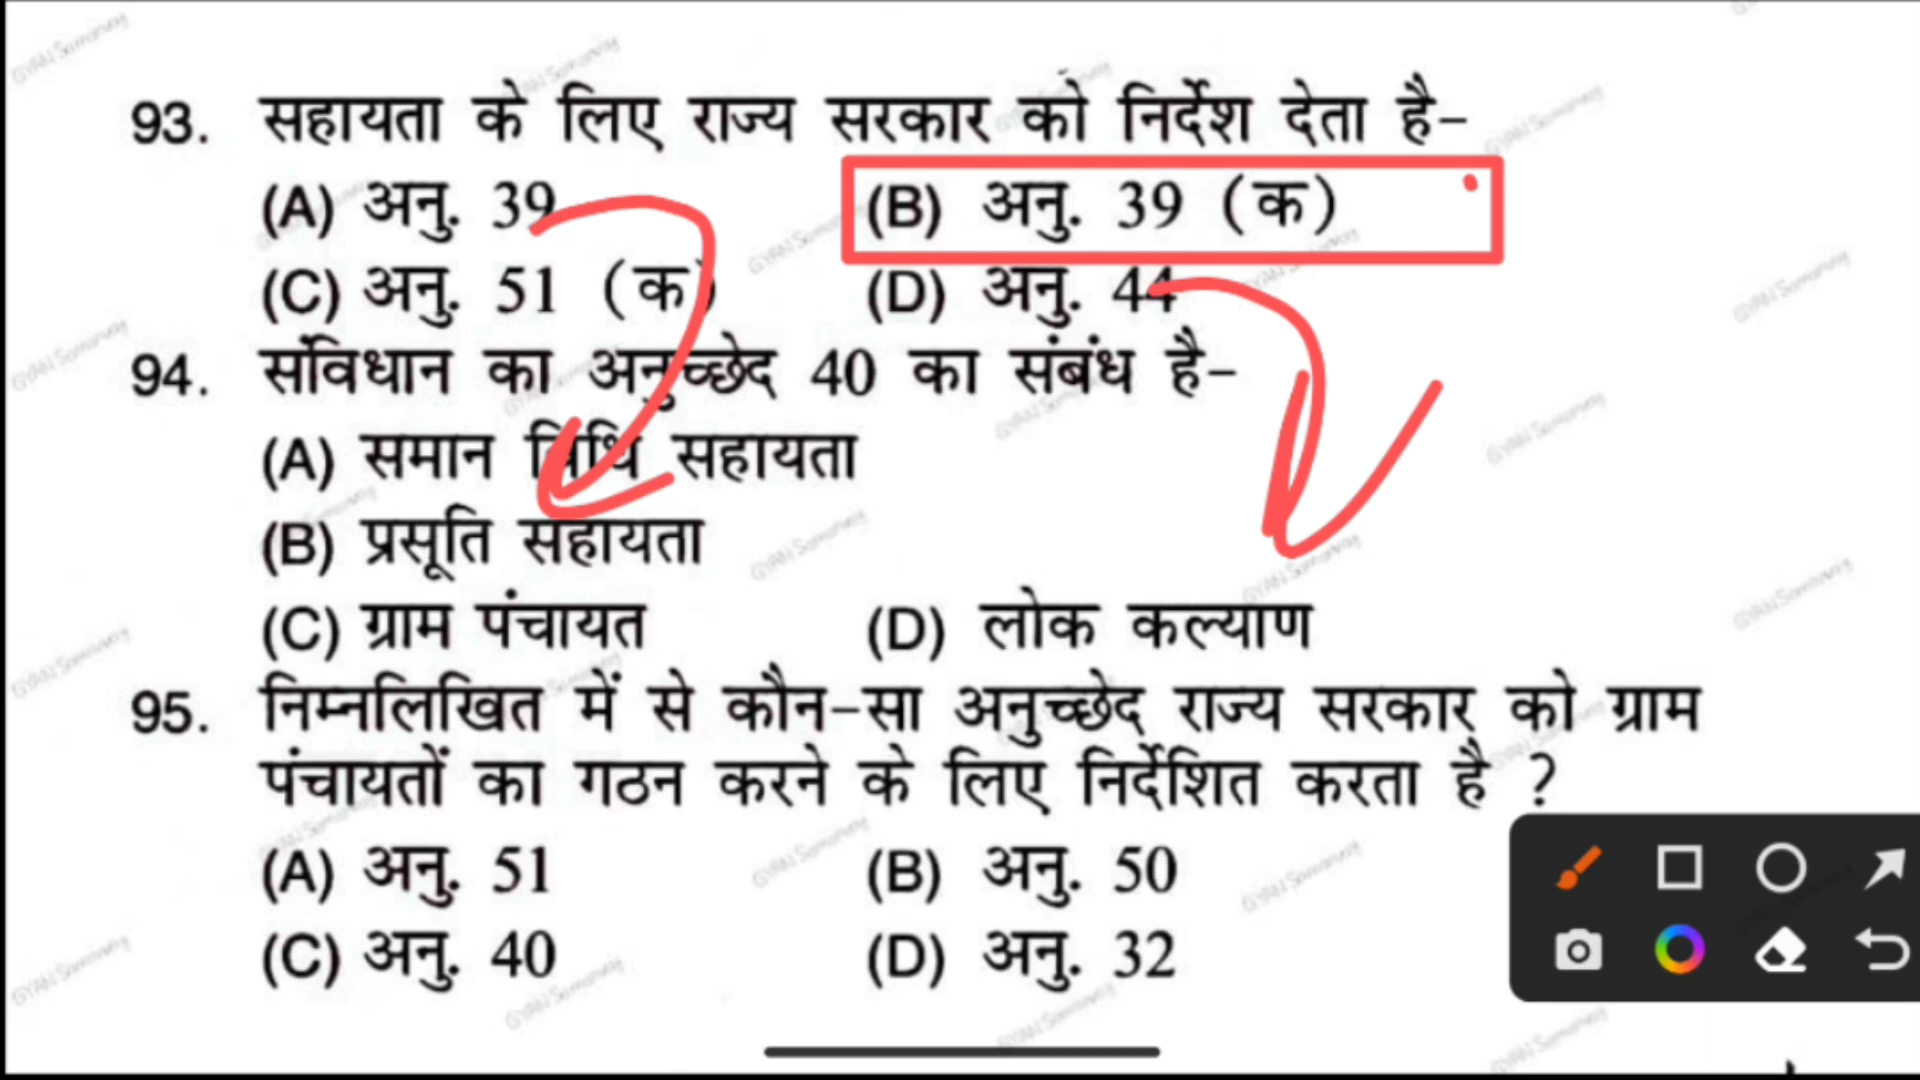 93. सहायता के लिए राज्य सरकार को निर्देश देता है-
(A) अनु. 39 (B) अनु. 39 (क)
(C) अनु. 51 (क) (D) अनु. 44
94. संविधान का अनुच्छेद 40 का संबंध है-
(A) समान विधि सहायता
(B) प्रसूति सहायता
(C) ग्राम पंचायत (D) लोक कल्याण
95. निम्नलिखित में से कौन-सा अनुच्छेद राज्य सरकार को ग्राम
पंचायतों का गठन करने के लिए निर्देशित करता है ?
(A) अनु. 51 (B) अनु. 50
(C) अनु. 40 (D) अनु. 32